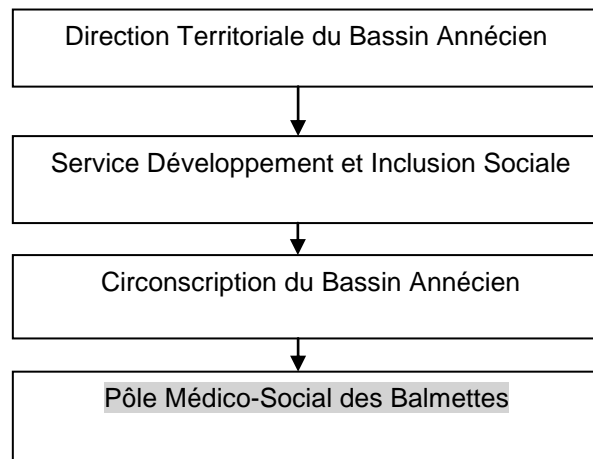 Direction Territoriale du Bassin Annécien
Service Développement et Inclusion Sociale
Circonscription du Bassin Annécien
Pôle Médico-Social des Balmettes